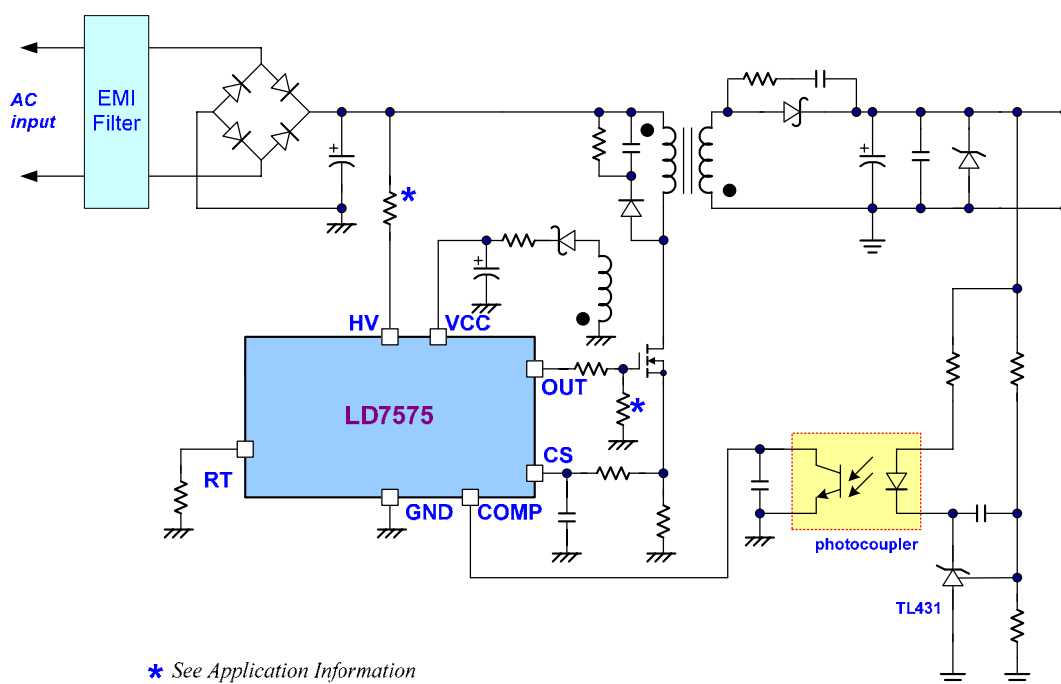 AC
input
EMI
Filter
*
+
+
+
HV
VCC
OUT
*
LD7575
CS
RT
GND
COMP
photocoupler
TL431
* See Application Information